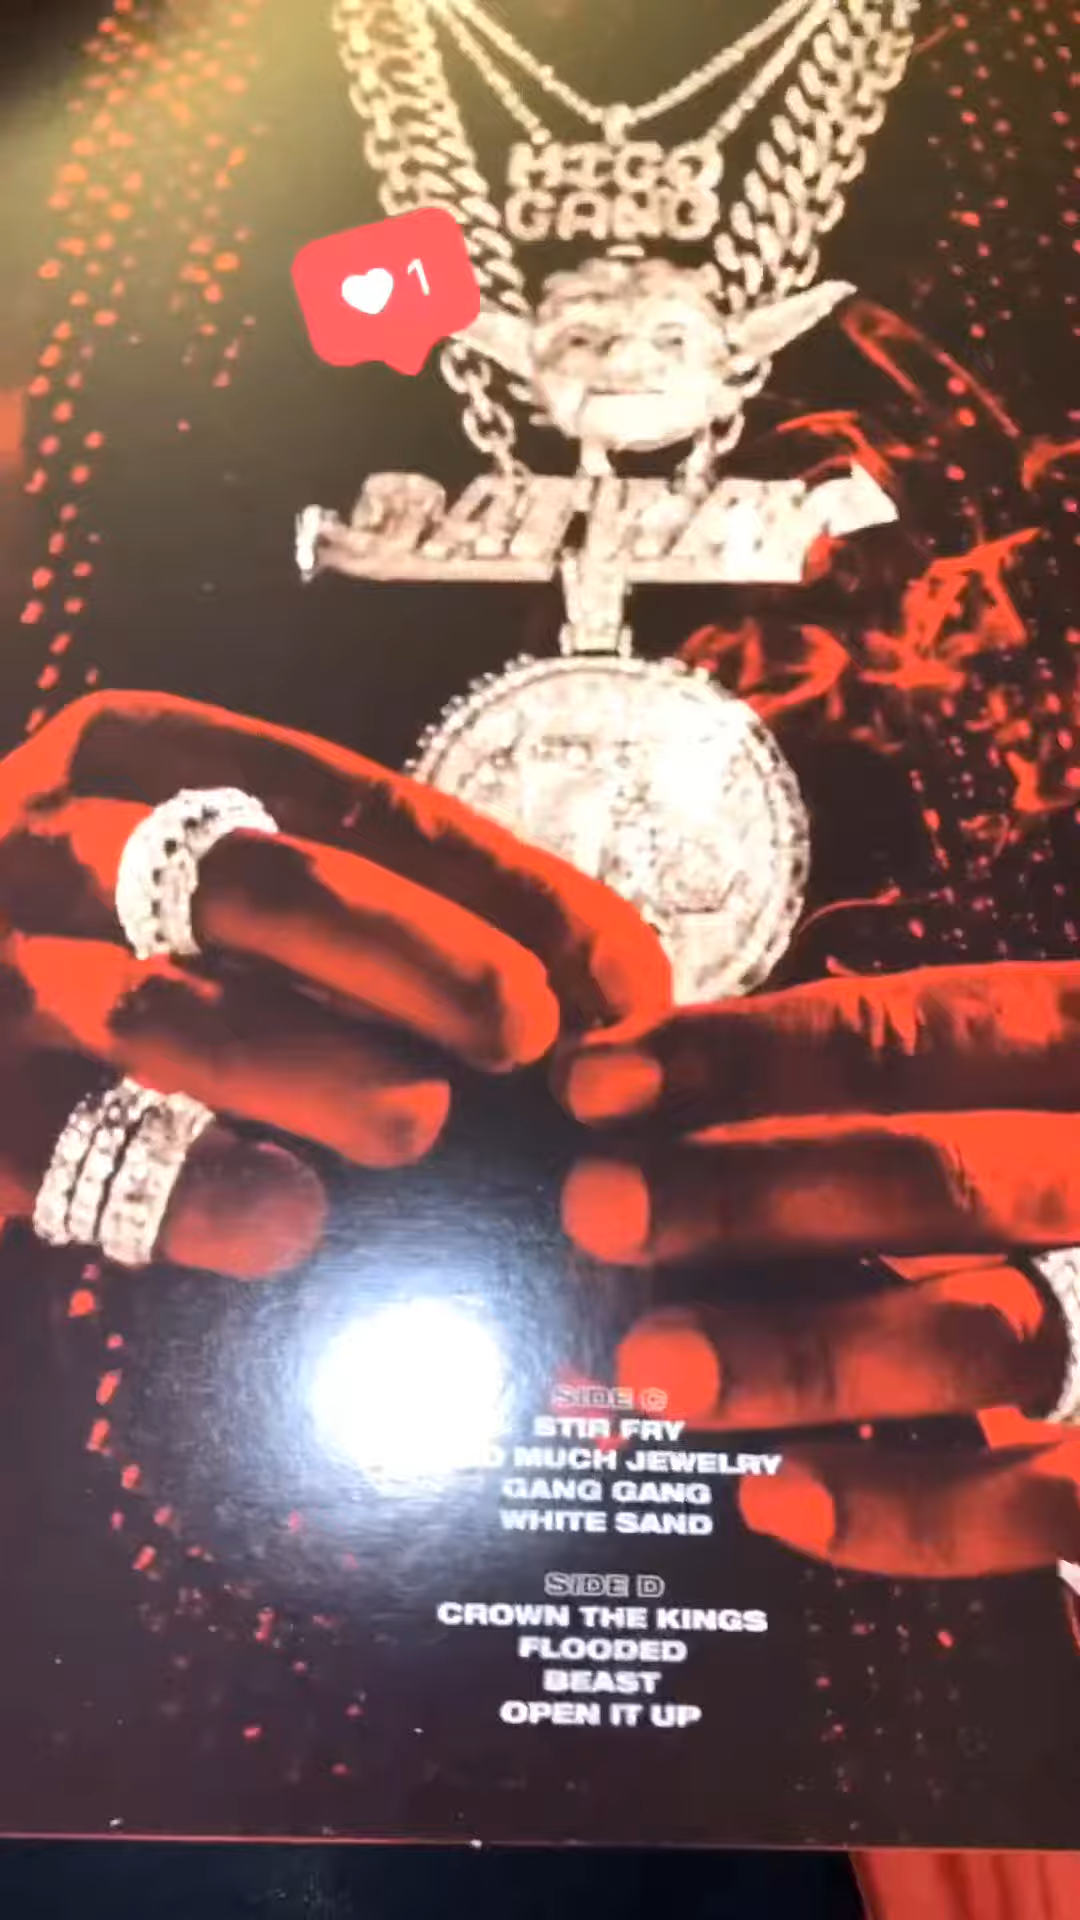 MIGO
GANG
1
SIDE C
STIR FRY
MUCH JEWELRY
GANG GANG
WHITE SAND
SIDE D
CROWN THE KINGS
FLOODED
BEAST
OPEN IT UP